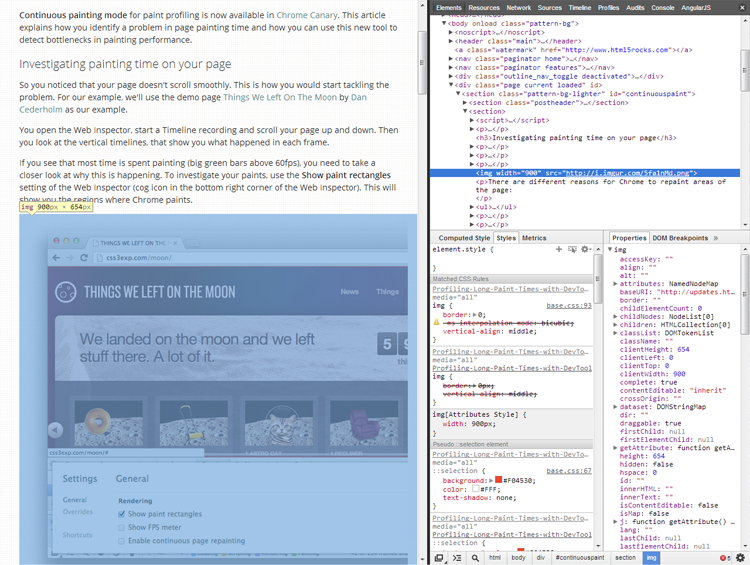 Continuous painting mode for paint profiling is now available in Chrome Canary. This article
explains how you identify a problem in page painting time and how you can use this new tool to
detect bottlenecks in painting performance.
Investigating painting time on your page
So you noticed that your page doesn't scroll smoothly. This is how you would start tackling the
problem. For our example, we'll use the demo page Things We Left On The Moon by Dan
Cederholm as our example.
You open the Web Inspector, start a Timeline recording and scroll your page up and down. Then
you look at the vertical timelines, that show you what happened in each frame.
If you see that most time is spent painting (big green bars above 60fps), you need to take a
closer look at why this is happening. To investigate your paints, use the Show paint rectangles
setting of the Web Inspector (cog icon in the bottom right corner of the Web Inspector). This will
show you the regions where Chrome paints.
img 900px × 654px
THINGS WE LEFT ON THE MOON
css3exp.com/moon/
THINGS WE LEFT ON THE MOON
News Things
We landed on the moon and we left
stuff there. A lot of it.
5 9
css3exp.com/moon/#
Settings General
General
Overrides
Shortcuts
Rendering
Show paint rectangles
Show FPS meter
Enable continuous page repainting
Elements Resources Network Sources Timeline Profiles Audits Console AngularJS
▼<body onload class="pattern-bg">
▶<noscript>…</noscript>
▶<header class="main">…</header>
<a class="watermark" href="http://www.html5rocks.com"></a>
▶<nav class="paginator home">…</nav>
▶<nav class="paginator features">…</nav>
▶<div class="outline_nav_toggle deactivated">…</div>
▼<div class="page current loaded" id>
▼<section class="pattern-bg-lighter" id="continuouspaint">
▶<section class="postheader">…</section>
▼<section>
▶<script>…</script>
▶<p>…</p>
<h3>Investigating painting time on your page</h3>
▶<p>…</p>
▶<p>…</p>
▶<p>…</p>
<img width="900" src="http://i.imgur.com/5fa1nMd.png">
▼<p>There are different reasons for Chrome to repaint areas of
the page:
</p>
▶<ul>…</ul>
▶<p>…</p>
Computed Style Styles Metrics
element.style {
}
Matched CSS Rules
Profiling-Long-Paint-Times-with-DevTo…
media="all"
img { base.css:93
border:▶0;
-ms-interpolation-mode: bicubic;
vertical-align: middle;
}
Profiling-Long-Paint-Times-with-DevTo…
media="all"
Profiling-Long-Paint-Times-with-DevTool
img {
border:▶0px;
vertical-align: middle;
}
img[Attributes Style] {
width: 900px;
}
Pseudo ::selection element
Profiling-Long-Paint-Times-with-DevTo…
media="all"
::selection { base.css:67
background:▶#F04530;
color: #FFF;
text-shadow: none;
}
Profiling-Long-Paint-Times-with-DevTo…
media="all"
Profiling-Long-Paint-Times-with-DevTool
::selection {
Properties DOM Breakpoints »
▼img
accessKey: ""
align: ""
alt: ""
▶attributes: NamedNodeMap
baseURI: "http://updates.ht…
border: ""
childElementCount: 0
▶childNodes: NodeList[0]
▶children: HTMLCollection[0]
▶classList: DOMTokenList
className: ""
clientHeight: 654
clientLeft: 0
clientTop: 0
clientWidth: 900
complete: true
contentEditable: "inherit"
crossOrigin: ""
▶dataset: DOMStringMap
dir: ""
draggable: true
firstChild: null
firstElementChild: null
▶getAttribute: function getA…
height: 654
hidden: false
hspace: 0
id: ""
innerHTML: ""
innerText: ""
isContentEditable: false
isMap: false
▶j: function getAttribute() …
lang: ""
lastChild: null
html body div #continuouspaint section img 5